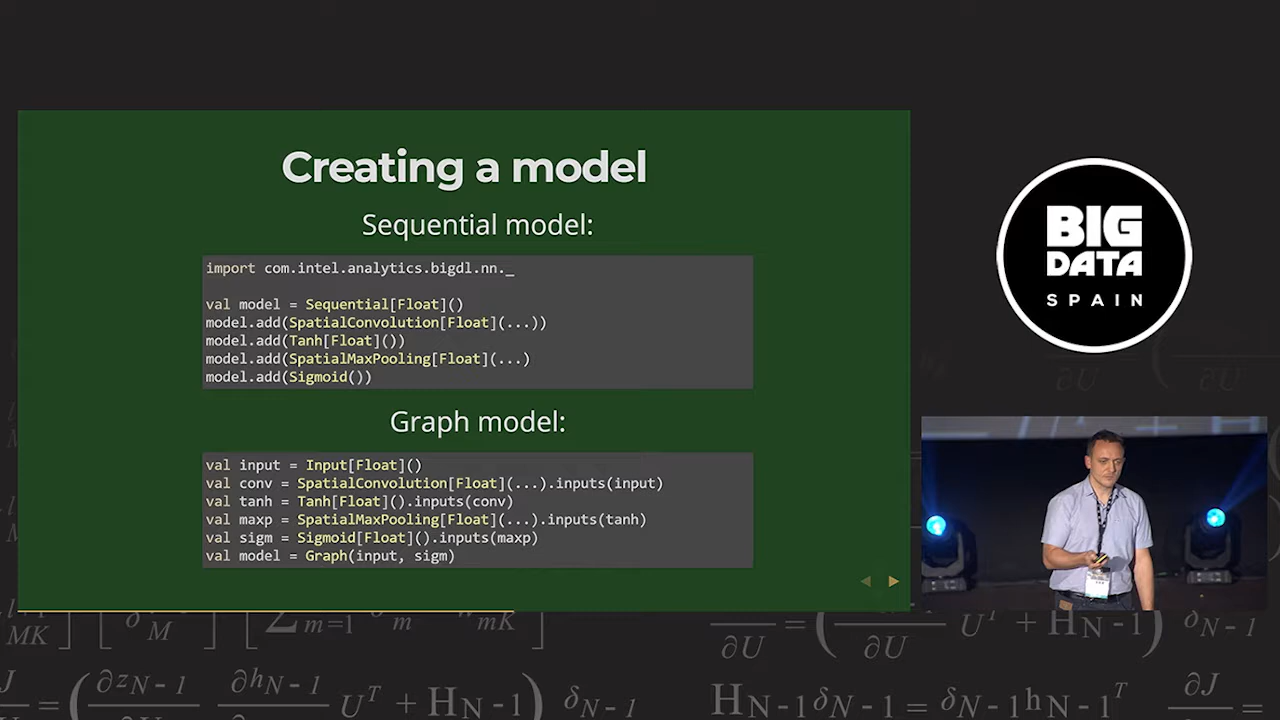 Creating a model
Sequential model:
import com.intel.analytics.bigdl.nn._
val model = Sequential[Float]()
model.add(SpatialConvolution[Float](...))
model.add(Tanh[Float]())
model.add(SpatialMaxPooling[Float](...)
model.add(Sigmoid())
Graph model:
val input = Input[Float]()
val conv = SpatialConvolution[Float](...).inputs(input)
val tanh = Tanh[Float]().inputs(conv)
val maxp = SpatialMaxPooling[Float](...).inputs(tanh)
val sigm = Sigmoid[Float]().inputs(maxp)
val model = Graph(input, sigm)
BIG
DATA
SPAIN